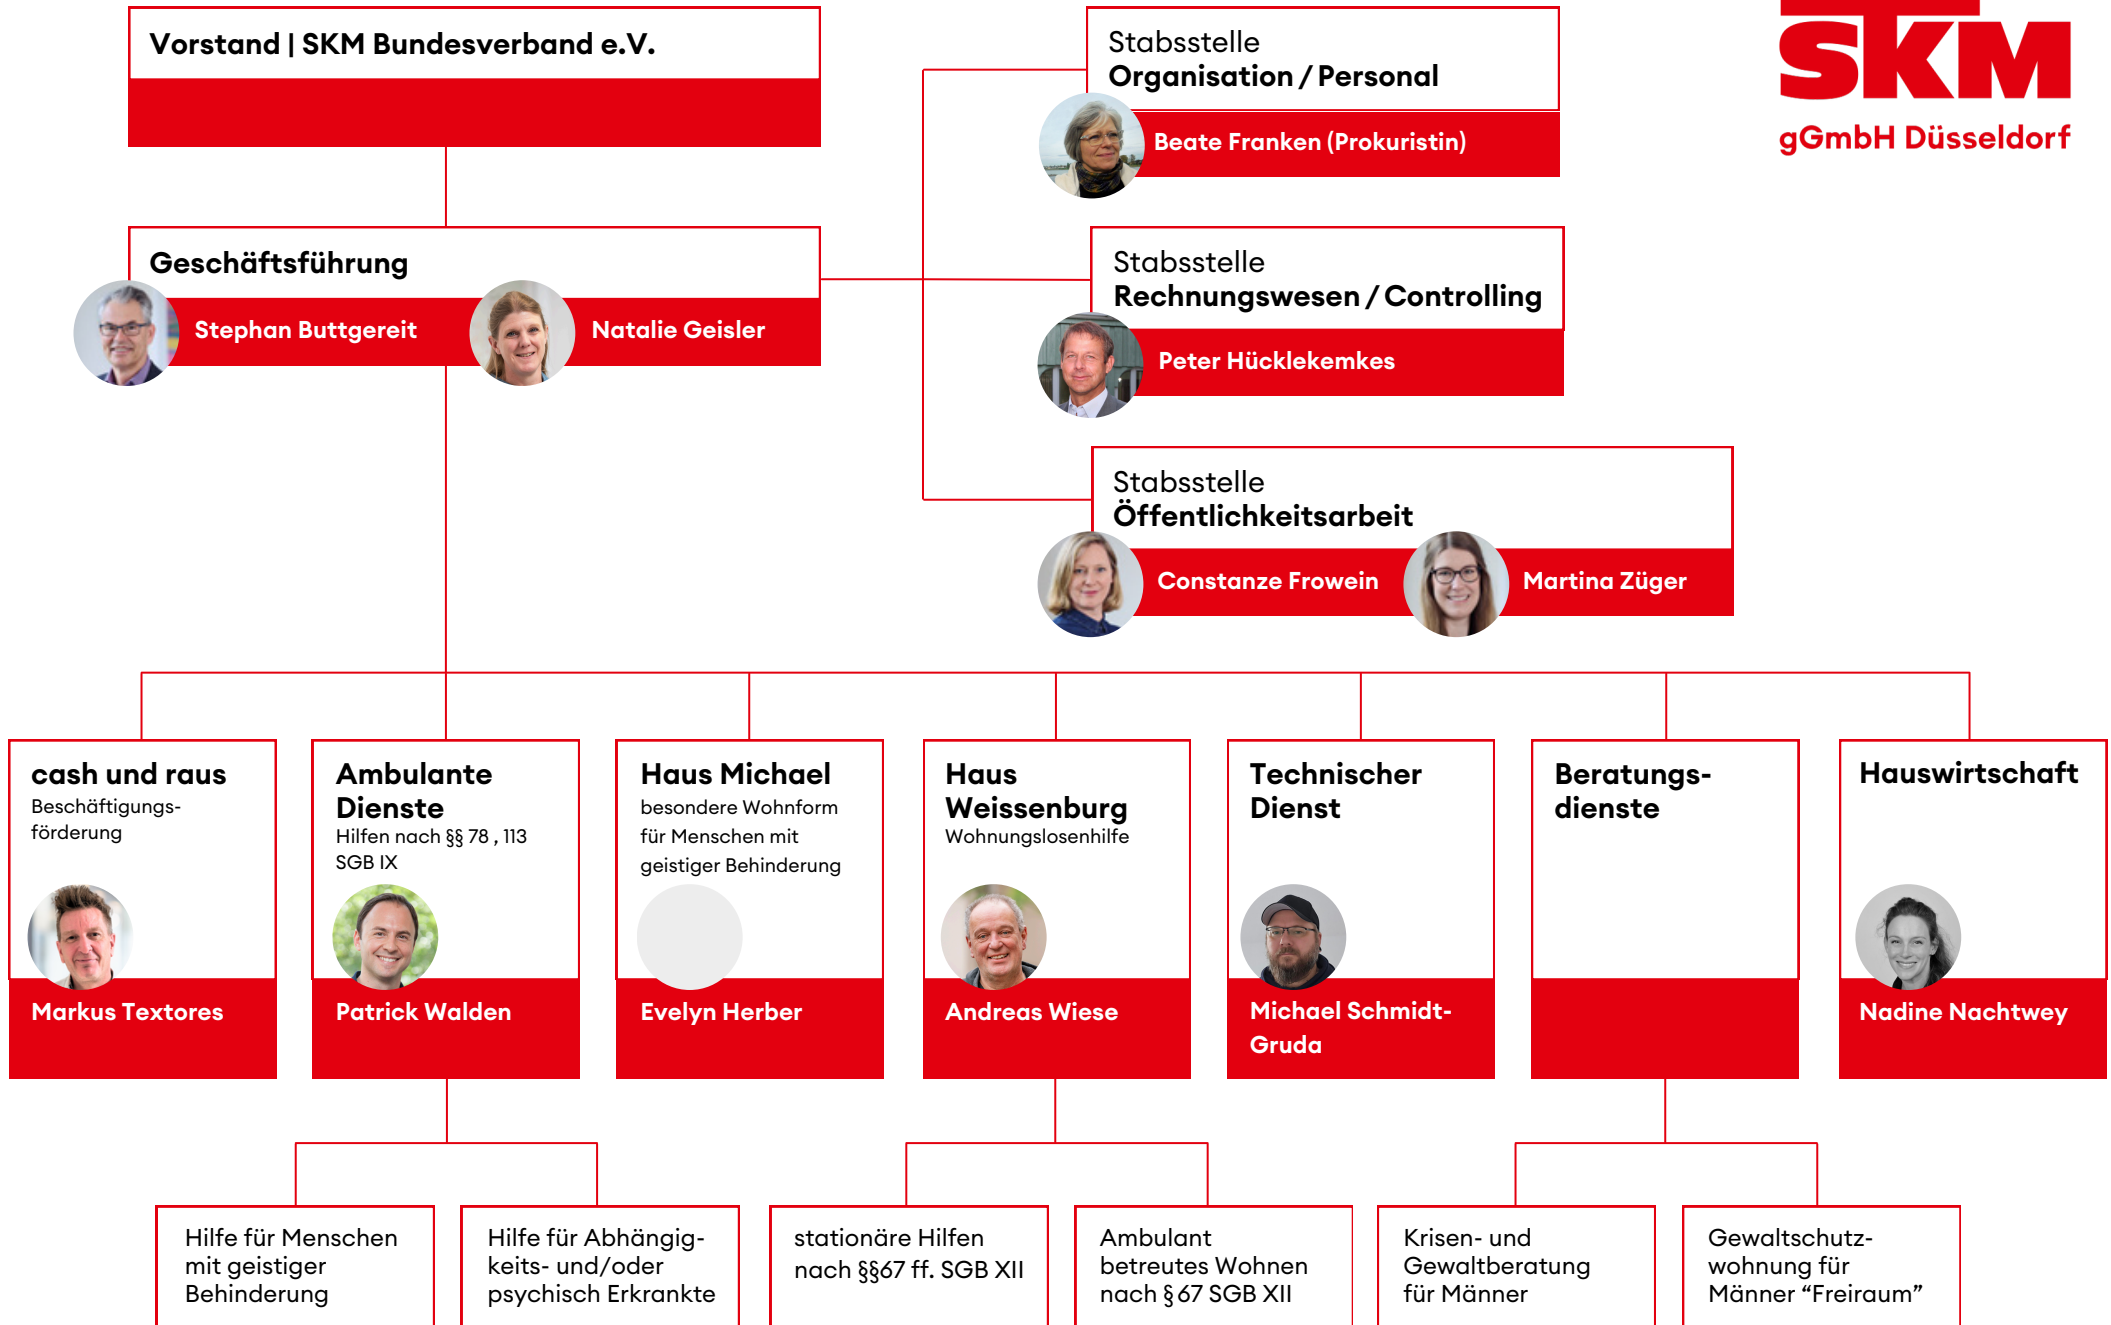 Vorstand | SKM Bundesverband e.V.
Stabsstelle
Organisation / Personal
Beate Franken (Prokuristin)
SKM
gGmbH Düsseldorf
Geschäftsführung
Stephan Buttgereit
Natalie Geisler
Stabsstelle
Rechnungswesen / Controlling
Peter Hücklekemkes
Stabsstelle
Öffentlichkeitsarbeit
Constanze Frowein
Martina Züger
cash und raus
Beschäftigungs-
förderung
Markus Textores
Ambulante
Dienste
Hilfen nach §§ 78 , 113
SGB IX
Patrick Walden
Haus Michael
besondere Wohnform
für Menschen mit
geistiger Behinderung
Evelyn Herber
Haus
Weissenburg
Wohnungslosenhilfe
Andreas Wiese
Technischer
Dienst
Michael Schmidt-
Gruda
Beratungs-
dienste
Hauswirtschaft
Nadine Nachtwey
Hilfe für Menschen
mit geistiger
Behinderung
Hilfe für Abhängig-
keits- und/oder
psychisch Erkrankte
stationäre Hilfen
nach §§67 ff. SGB XII
Ambulant
betreutes Wohnen
nach § 67 SGB XII
Krisen- und
Gewaltberatung
für Männer
Gewaltschutz-
wohnung für
Männer “Freiraum”